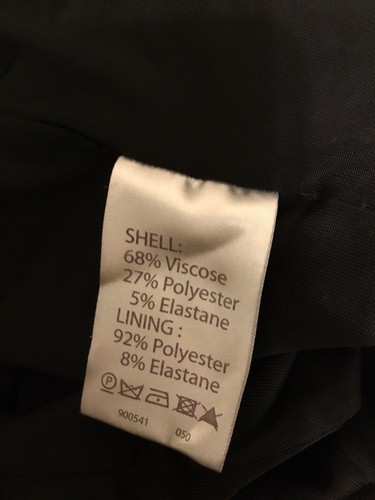 SHELL:
68% Viscose
27% Polyester
5% Elastane
LINING :
92% Polyester
8% Elastane
P
900541 050